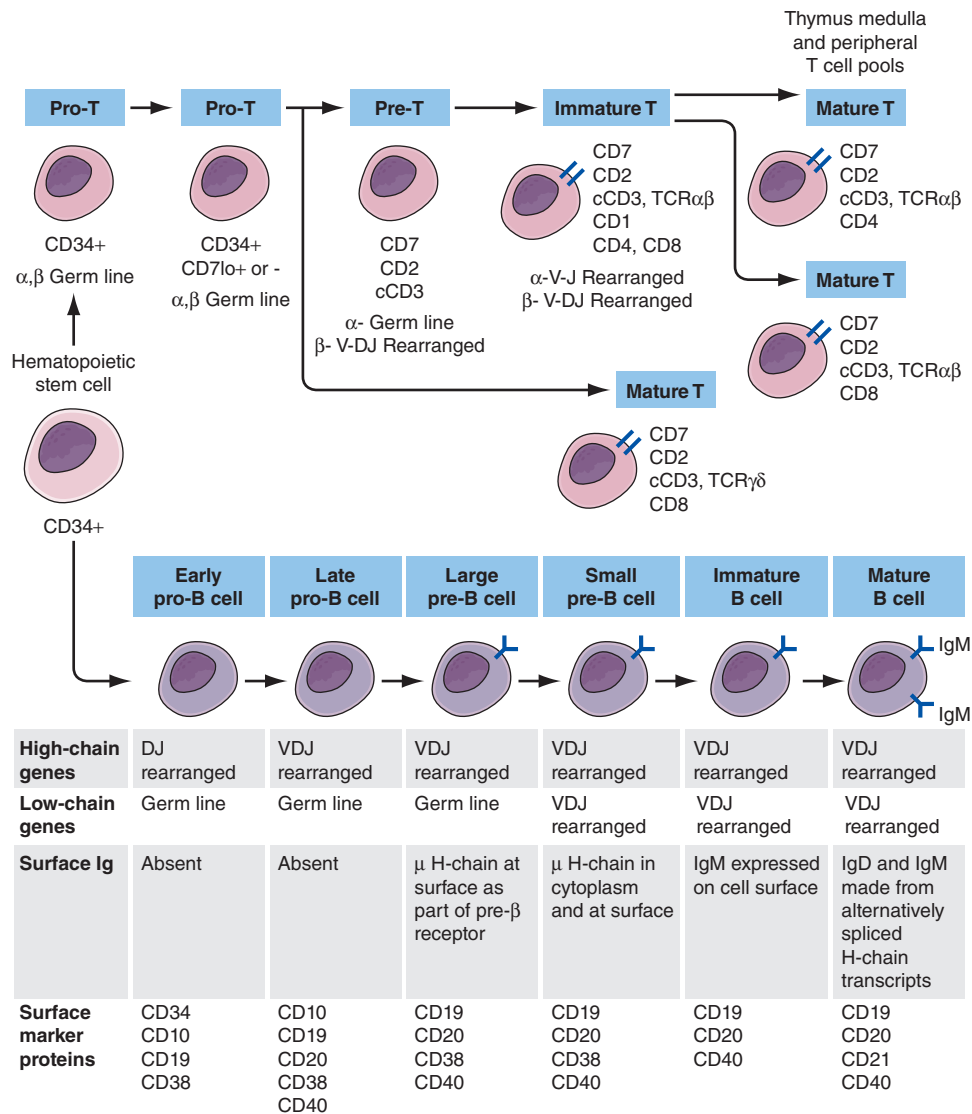 Thymus medulla
and peripheral
T cell pools
Pro-T
Pro-T
Pre-T
Immature T
Mature T
CD34+
α,β Germ line
CD34+
CD7lo+ or -
α,β Germ line
CD7
CD2
cCD3
α- Germ line
β- V-DJ Rearranged
CD7
CD2
cCD3, TCRαβ
CD1
CD4, CD8
α-V-J Rearranged
β- V-DJ Rearranged
CD7
CD2
cCD3, TCRαβ
CD4
Mature T
CD7
CD2
cCD3, TCRαβ
CD8
Mature T
CD7
CD2
cCD3, TCRγδ
CD8
Hematopoietic
stem cell
CD34+
Early
pro-B cell
Late
pro-B cell
Large
pre-B cell
Small
pre-B cell
Immature
B cell
Mature
B cell
IgM
IgM
High-chain
genes
DJ
rearranged
VDJ
rearranged
VDJ
rearranged
VDJ
rearranged
VDJ
rearranged
VDJ
rearranged
Low-chain
genes
Germ line
Germ line
Germ line
VDJ
rearranged
VDJ
rearranged
VDJ
rearranged
Surface Ig
Absent
Absent
μ H-chain at
surface as
part of pre-β
receptor
μ H-chain in
cytoplasm
and at surface
IgM expressed
on cell surface
IgD and IgM
made from
alternatively
spliced
H-chain
transcripts
Surface
marker
proteins
CD34
CD10
CD19
CD38
CD10
CD19
CD20
CD38
CD40
CD19
CD20
CD38
CD40
CD19
CD20
CD38
CD40
CD19
CD20
CD40
CD19
CD20
CD21
CD40